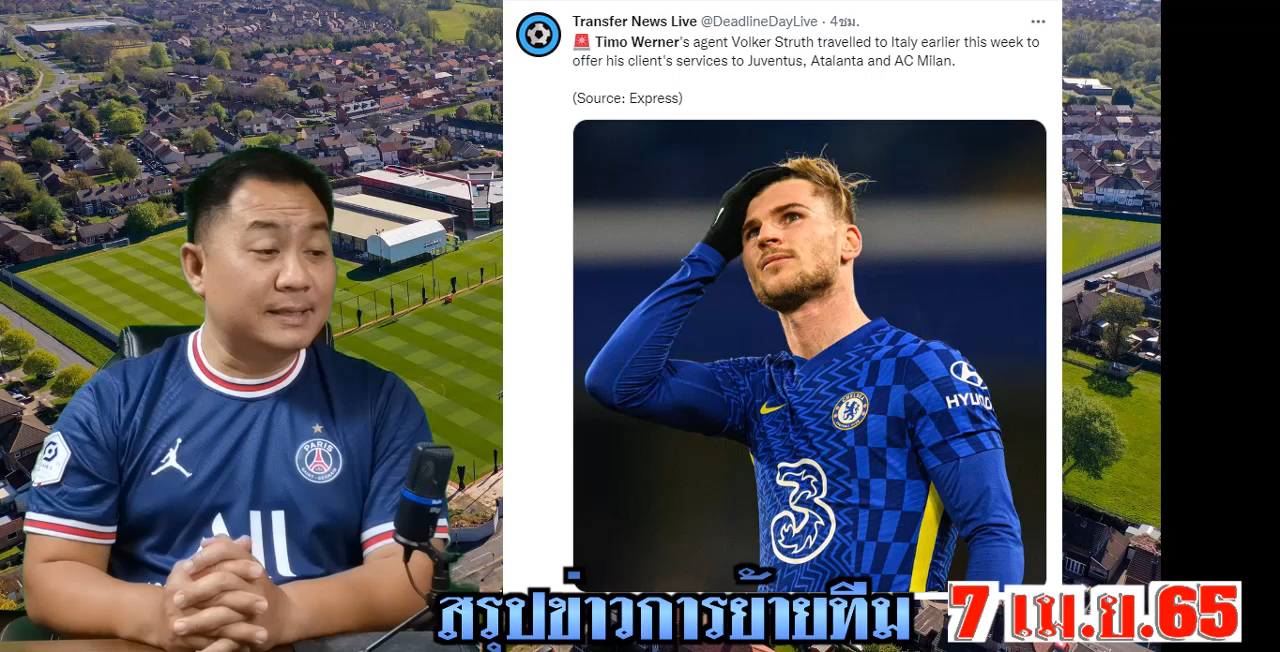 Transfer News Live @DeadlineDayLive · 4ชม.
🚨 Timo Werner's agent Volker Struth travelled to Italy earlier this week to
offer his client's services to Juventus, Atalanta and AC Milan.
(Source: Express)
PARIS
CHELSEA
3
สรุปข่าวการย้ายทีม 7 เม.ย.65